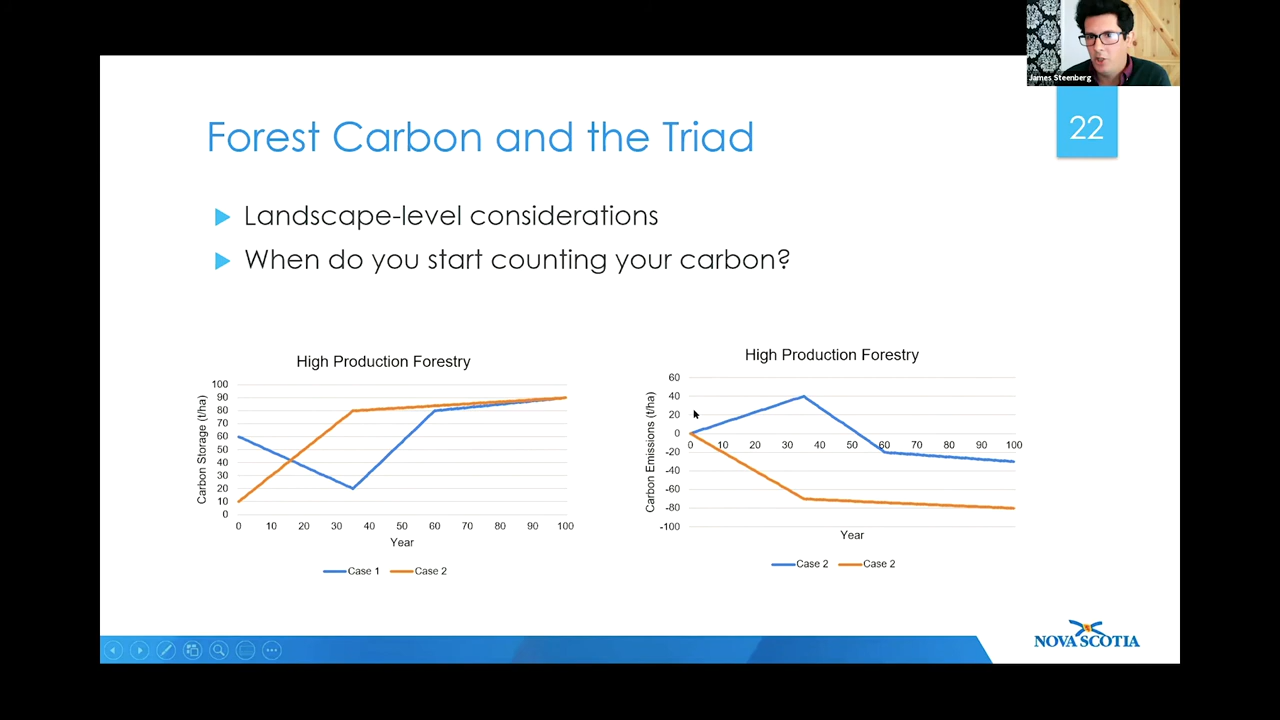 James Steenberg
22
Forest Carbon and the Triad
Landscape-level considerations
When do you start counting your carbon?
High Production Forestry
Carbon Storage (t/ha)
100
90
80
70
60
50
40
30
20
10
0
0 10 20 30 40 50 60 70 80 90 100
Year
Case 1 Case 2
High Production Forestry
Carbon Emissions (t/ha)
60
40
20
0
-20
-40
-60
-80
-100
0 10 20 30 40 50 60 70 80 90 100
Year
Case 2 Case 2
NOVA SCOTIA